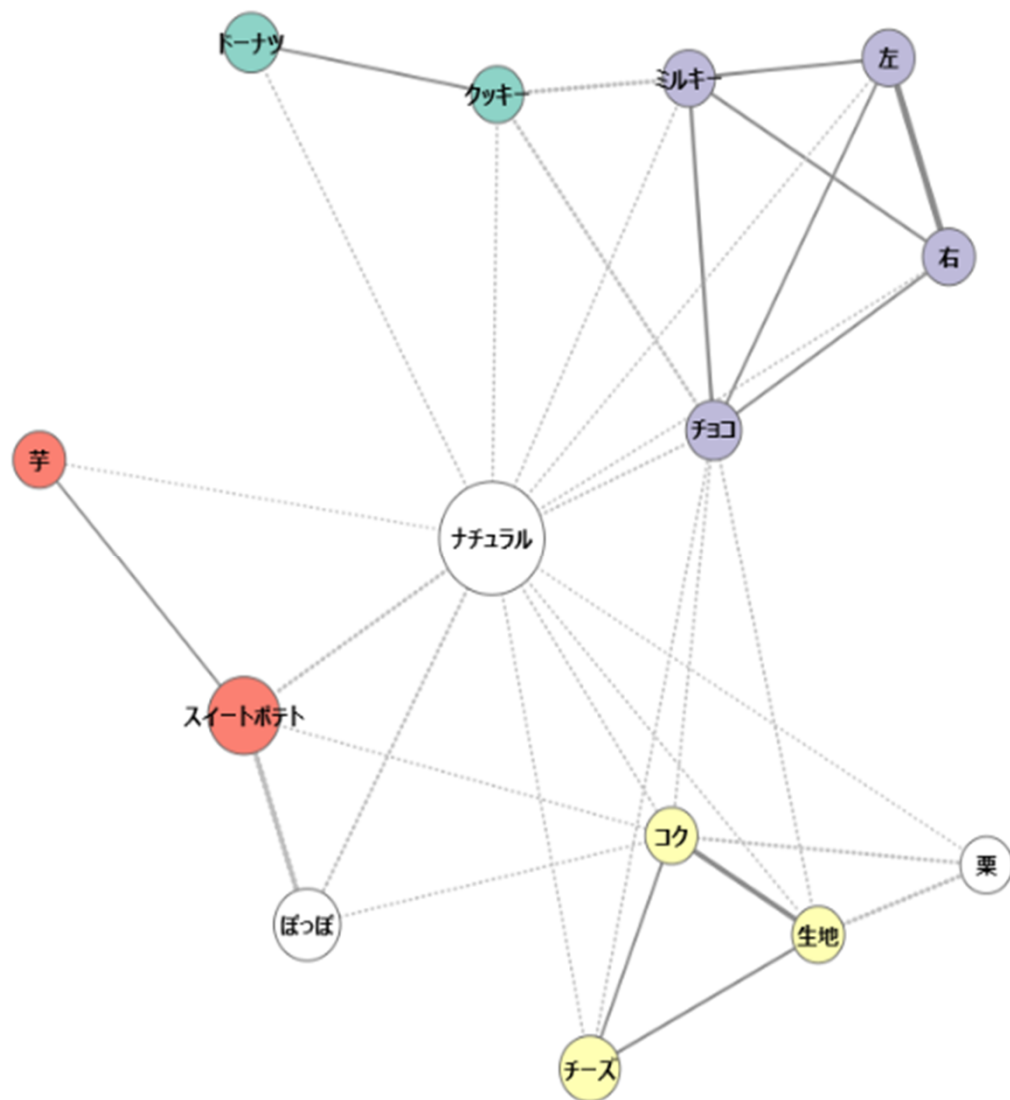 ドーナツ
クッキー
ミルキー
左
右
チョコ
芋
ナチュラル
スイートポテト
コク
栗
ぽっぽ
生地
チーズ